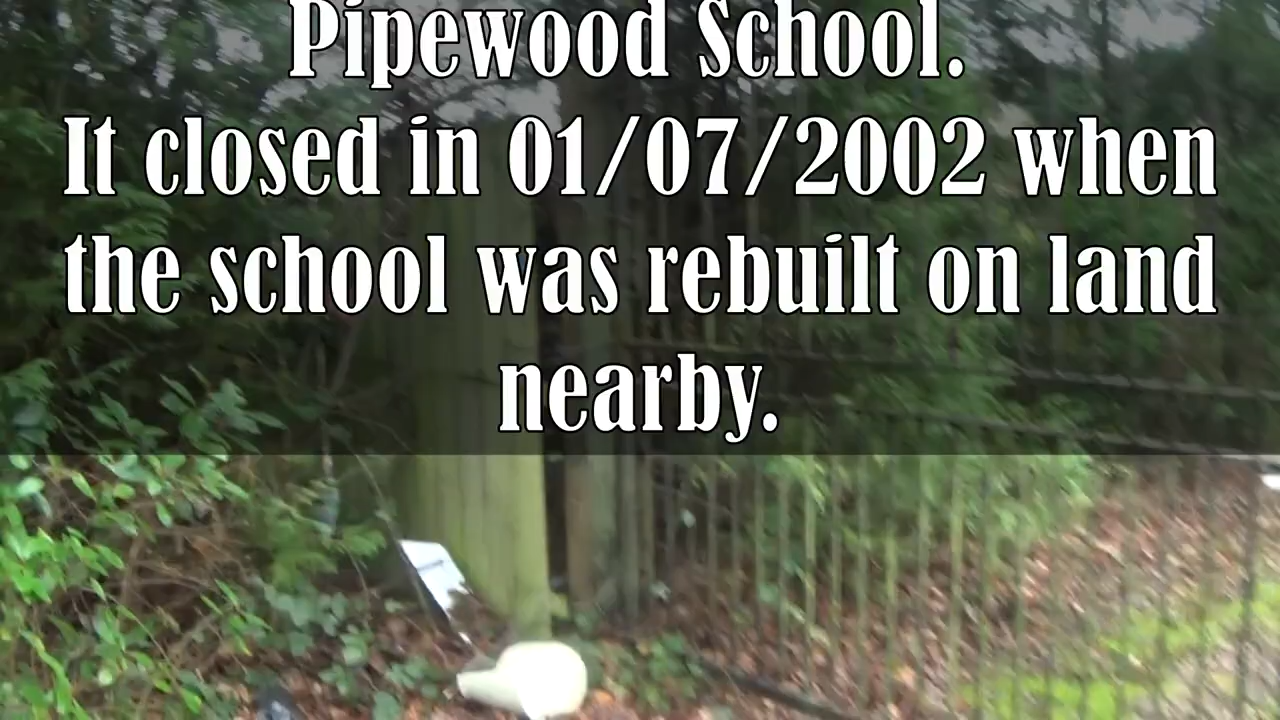 Pipewood School.
It closed in 01/07/2002 when
the school was rebuilt on land
nearby.